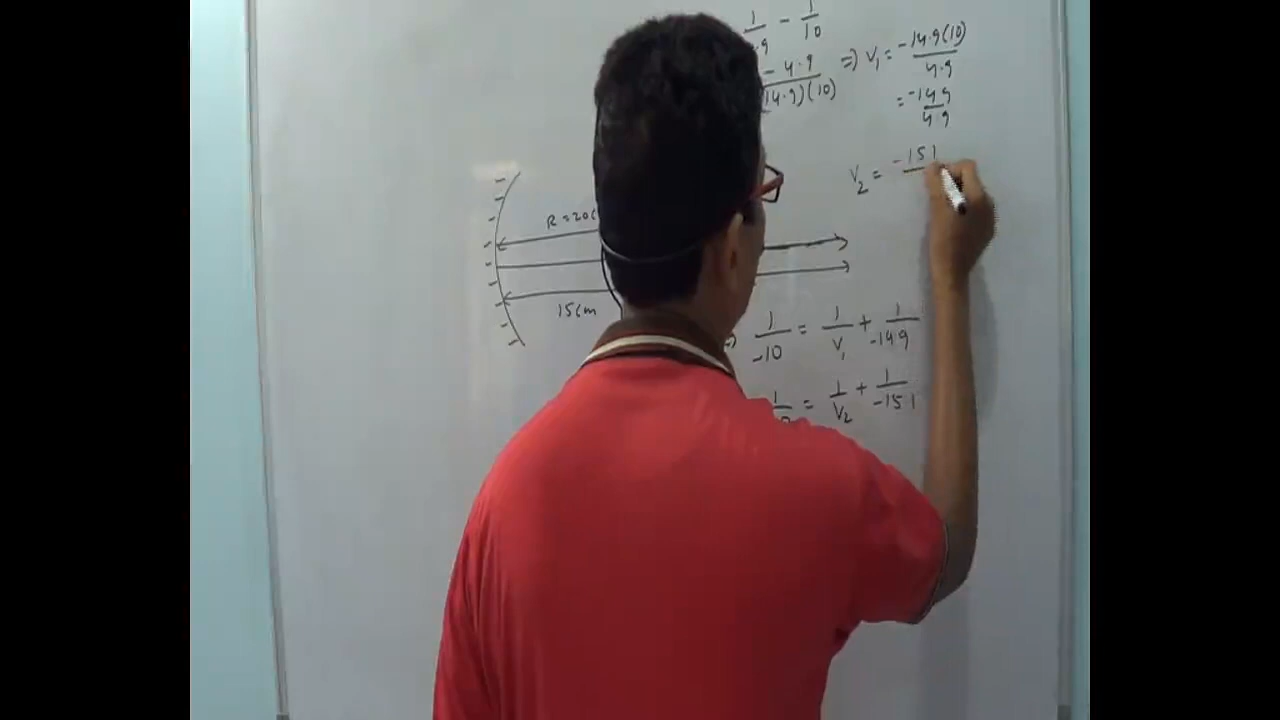 1/·9 - 1/10
-4·9/(14·9)(10) => V₁ = -14·9(10)/4·9
= -149/4·9
V₂ = -151
R = 20
15cm
1/-10 = 1/V₁ + 1/-14·9
1/ = 1/V₂ + 1/-15·1